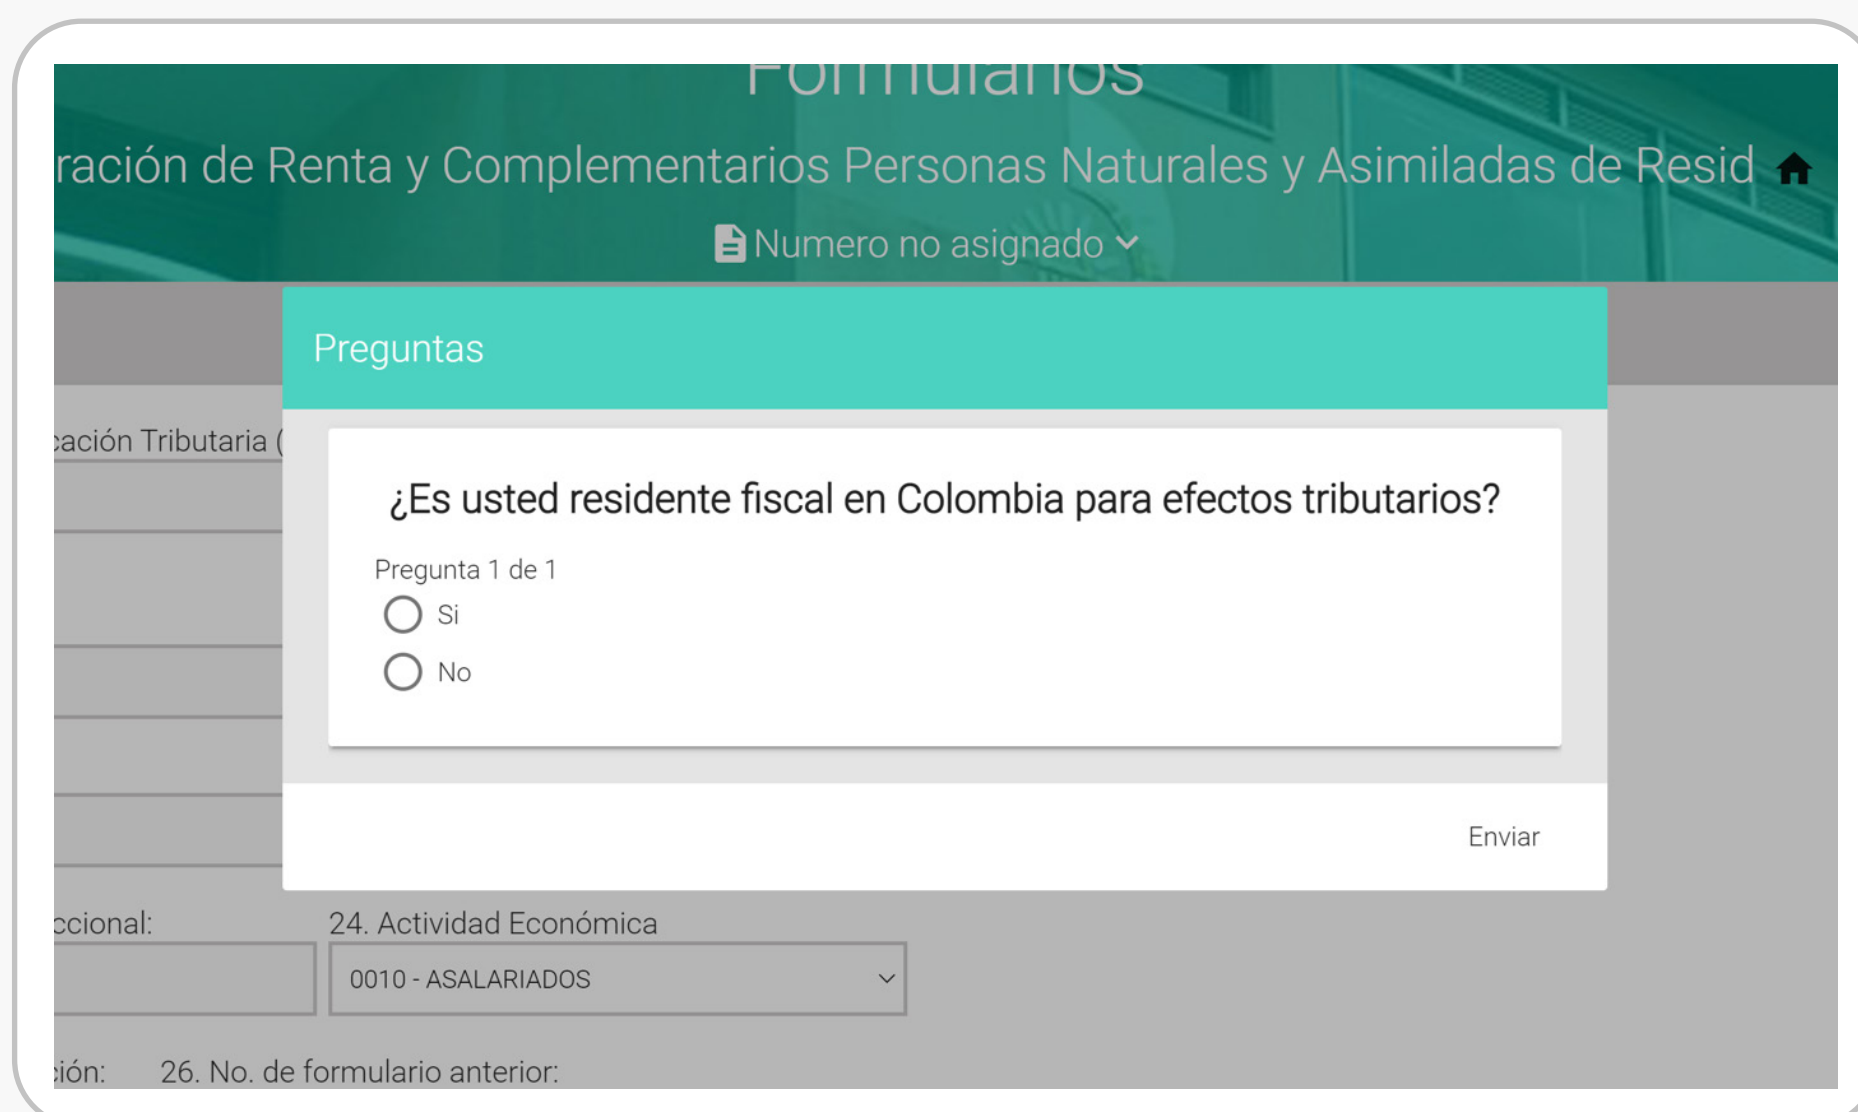 Formularios
ración de Renta y Complementarios Personas Naturales y Asimiladas de Resid
Numero no asignado
Preguntas
cación Tributaria (
¿Es usted residente fiscal en Colombia para efectos tributarios?
Pregunta 1 de 1
Si
No
Enviar
ccional:
24. Actividad Económica
0010 - ASALARIADOS
ión:
26. No. de formulario anterior: